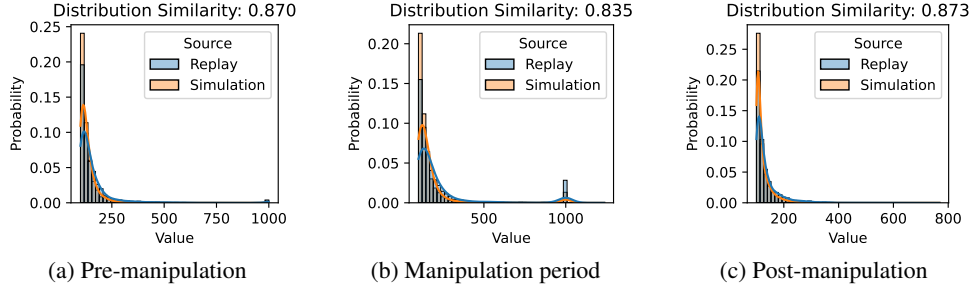 Distribution Similarity: 0.870
0.25
0.20
0.15
0.10
0.05
0.00
Probability
Source
Replay
Simulation
250
500
750
1000
Value
(a) Pre-manipulation
Distribution Similarity: 0.835
0.20
0.15
0.10
0.05
0.00
Probability
Source
Replay
Simulation
500
1000
Value
(b) Manipulation period
Distribution Similarity: 0.873
0.25
0.20
0.15
0.10
0.05
0.00
Probability
Source
Replay
Simulation
200
400
600
800
Value
(c) Post-manipulation